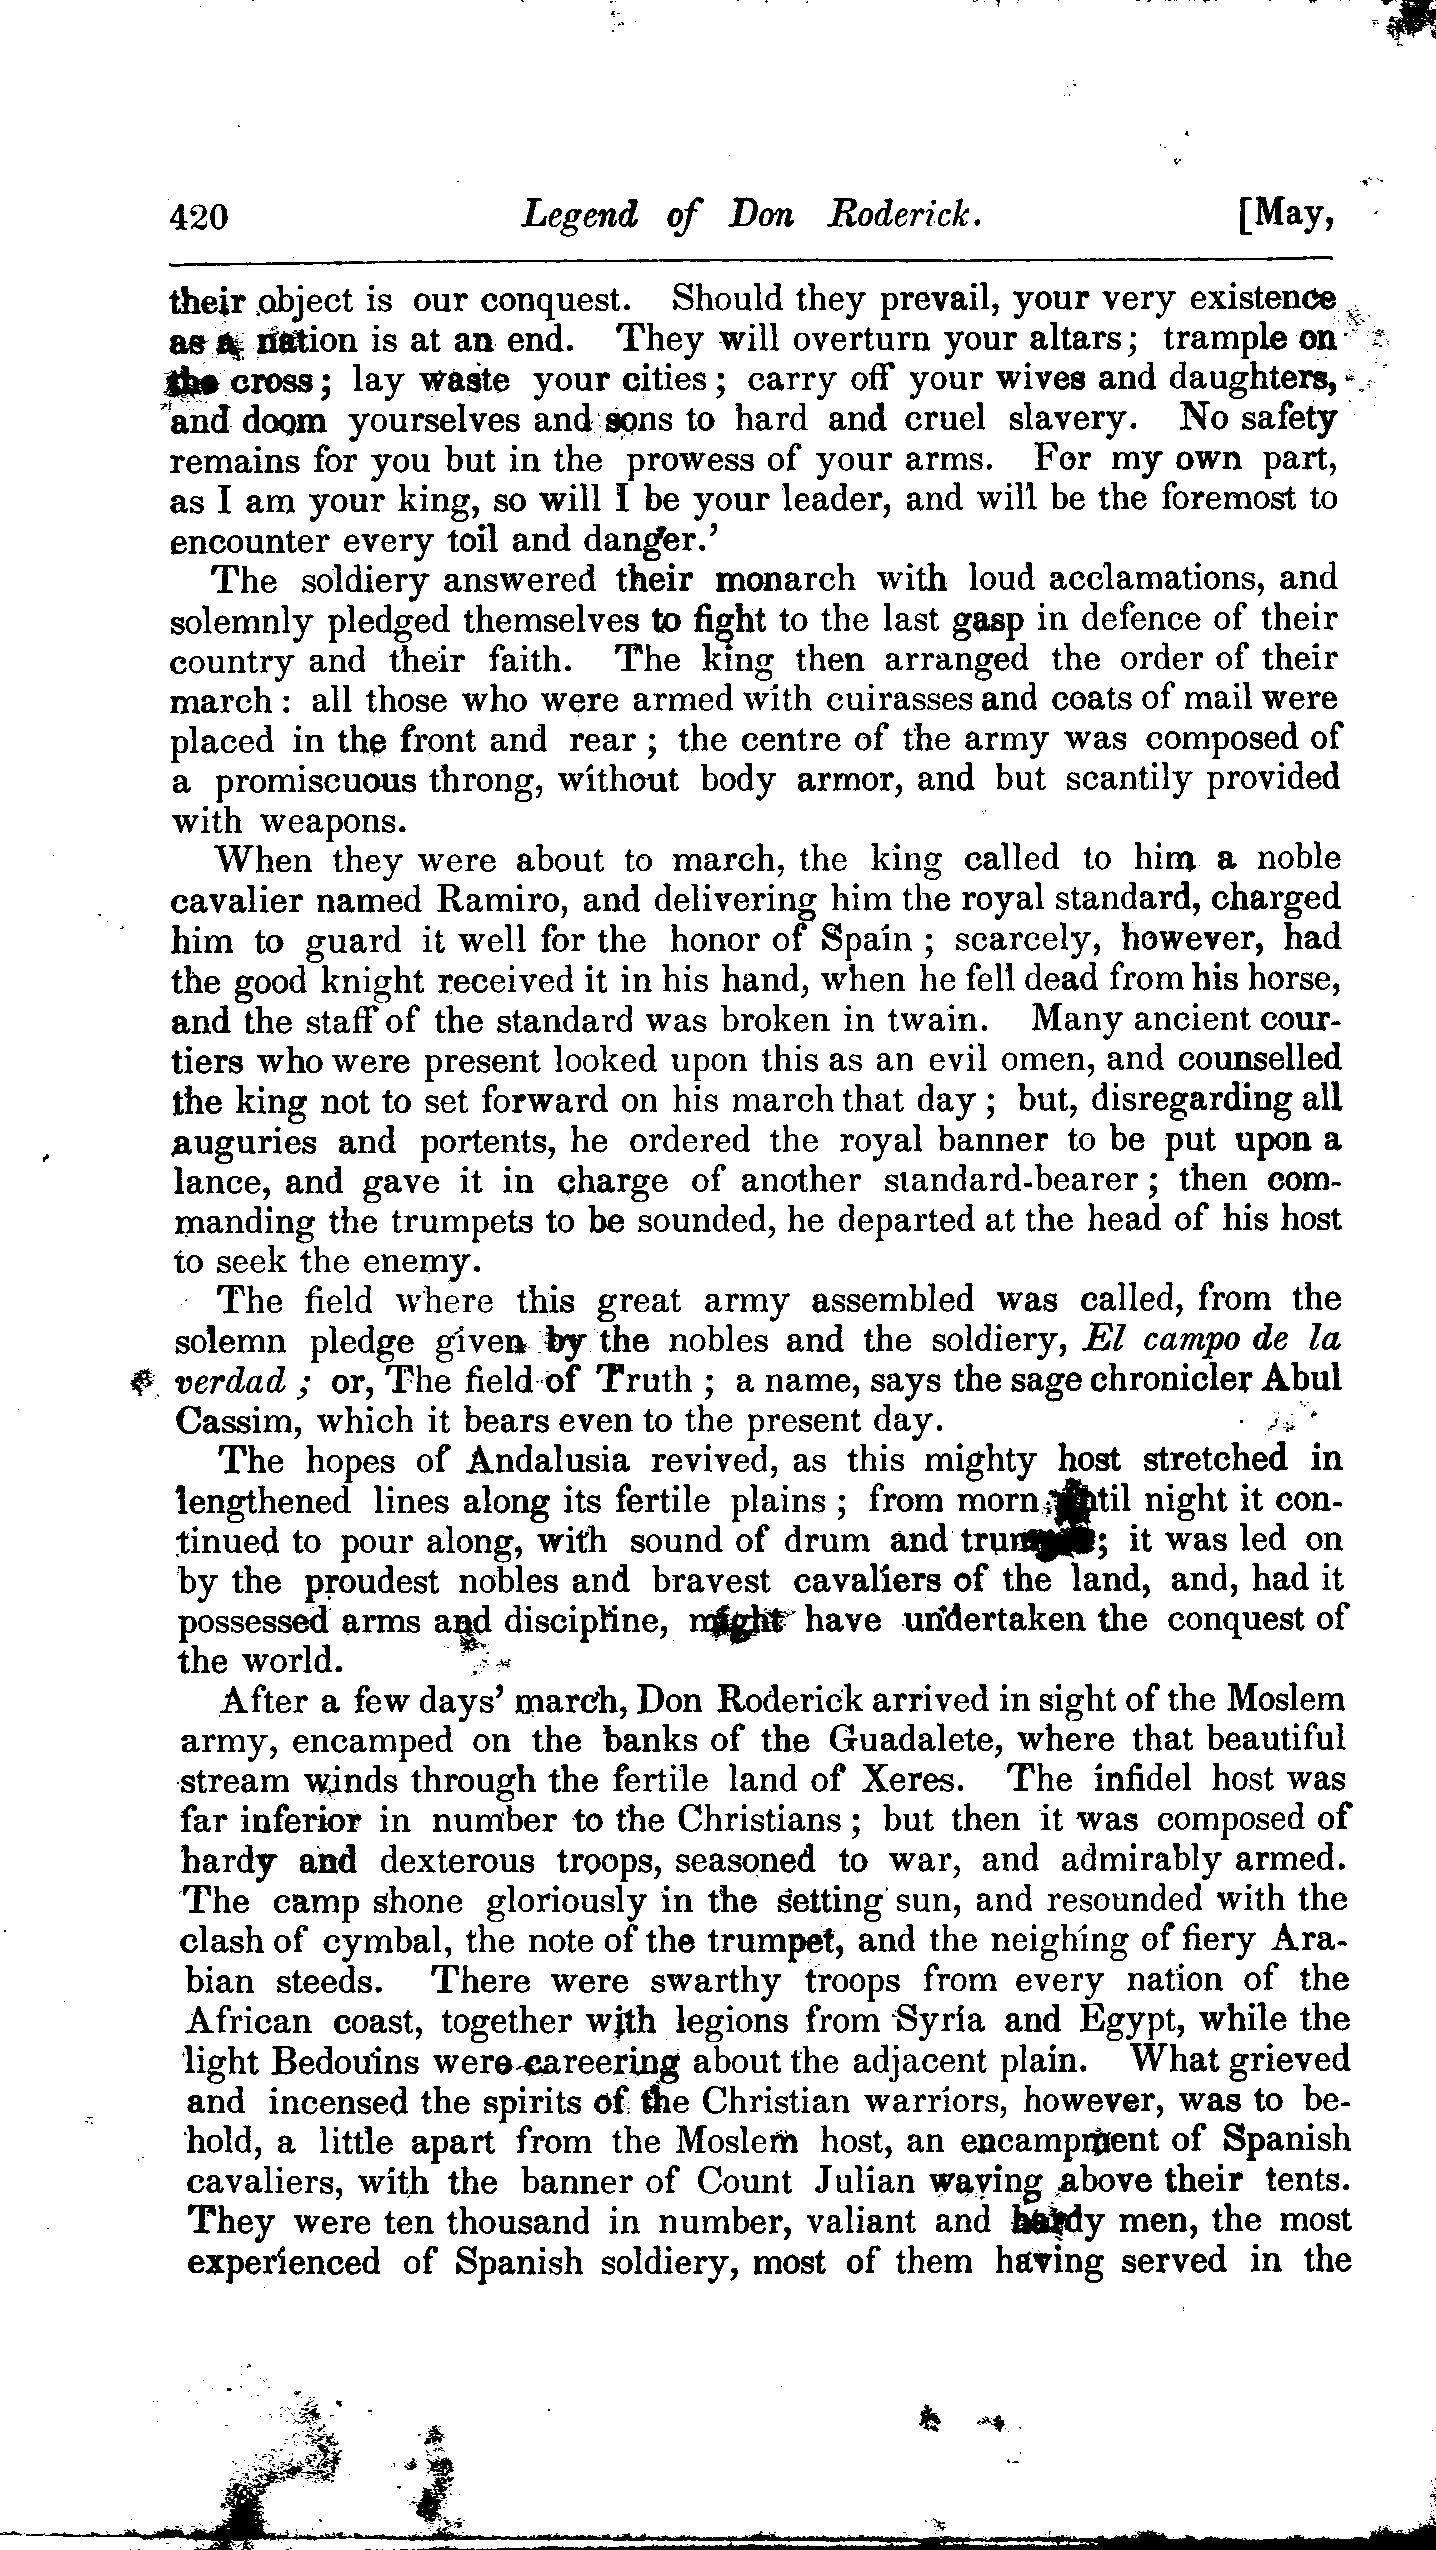 420 Legend of Don Roderick. [May,
their object is our conquest. Should they prevail, your very existence
as a nation is at an end. They will overturn your altars; trample on
the cross; lay waste your cities; carry off your wives and daughters,
and doom yourselves and sons to hard and cruel slavery. No safety
remains for you but in the prowess of your arms. For my own part,
as I am your king, so will I be your leader, and will be the foremost to
encounter every toil and danger.'
The soldiery answered their monarch with loud acclamations, and
solemnly pledged themselves to fight to the last gasp in defence of their
country and their faith. The king then arranged the order of their
march: all those who were armed with cuirasses and coats of mail were
placed in the front and rear; the centre of the army was composed of
a promiscuous throng, without body armor, and but scantily provided
with weapons.
When they were about to march, the king called to him a noble
cavalier named Ramiro, and delivering him the royal standard, charged
him to guard it well for the honor of Spain; scarcely, however, had
the good knight received it in his hand, when he fell dead from his horse,
and the staff of the standard was broken in twain. Many ancient cour-
tiers who were present looked upon this as an evil omen, and counselled
the king not to set forward on his march that day; but, disregarding all
auguries and portents, he ordered the royal banner to be put upon a
lance, and gave it in charge of another standard-bearer; then com-
manding the trumpets to be sounded, he departed at the head of his host
to seek the enemy.
The field where this great army assembled was called, from the
solemn pledge given by the nobles and the soldiery, El campo de la
verdad; or, The field of Truth; a name, says the sage chronicler Abul
Cassim, which it bears even to the present day.
The hopes of Andalusia revived, as this mighty host stretched in
lengthened lines along its fertile plains; from morn until night it con-
tinued to pour along, with sound of drum and trumpet; it was led on
by the proudest nobles and bravest cavaliers of the land, and, had it
possessed arms and discipline, might have undertaken the conquest of
the world.
After a few days' march, Don Roderick arrived in sight of the Moslem
army, encamped on the banks of the Guadalete, where that beautiful
stream winds through the fertile land of Xeres. The infidel host was
far inferior in number to the Christians; but then it was composed of
hardy and dexterous troops, seasoned to war, and admirably armed.
The camp shone gloriously in the setting sun, and resounded with the
clash of cymbal, the note of the trumpet, and the neighing of fiery Ara-
bian steeds. There were swarthy troops from every nation of the
African coast, together with legions from Syria and Egypt, while the
light Bedouins were careering about the adjacent plain. What grieved
and incensed the spirits of the Christian warriors, however, was to be-
hold, a little apart from the Moslem host, an encampment of Spanish
cavaliers, with the banner of Count Julian waving above their tents.
They were ten thousand in number, valiant and hardy men, the most
experienced of Spanish soldiery, most of them having served in the